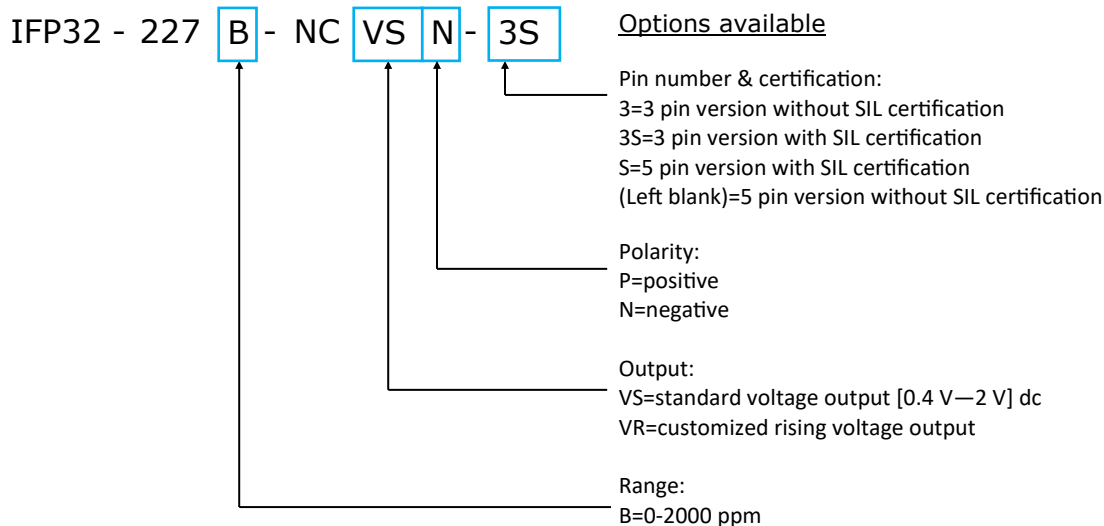 IFP32 - 227 B - NC VS N - 3S
Options available
Pin number & certification:
3=3 pin version without SIL certification
3S=3 pin version with SIL certification
S=5 pin version with SIL certification
(Left blank)=5 pin version without SIL certification
Polarity:
P=positive
N=negative
Output:
VS=standard voltage output [0.4 V—2 V] dc
VR=customized rising voltage output
Range:
B=0-2000 ppm